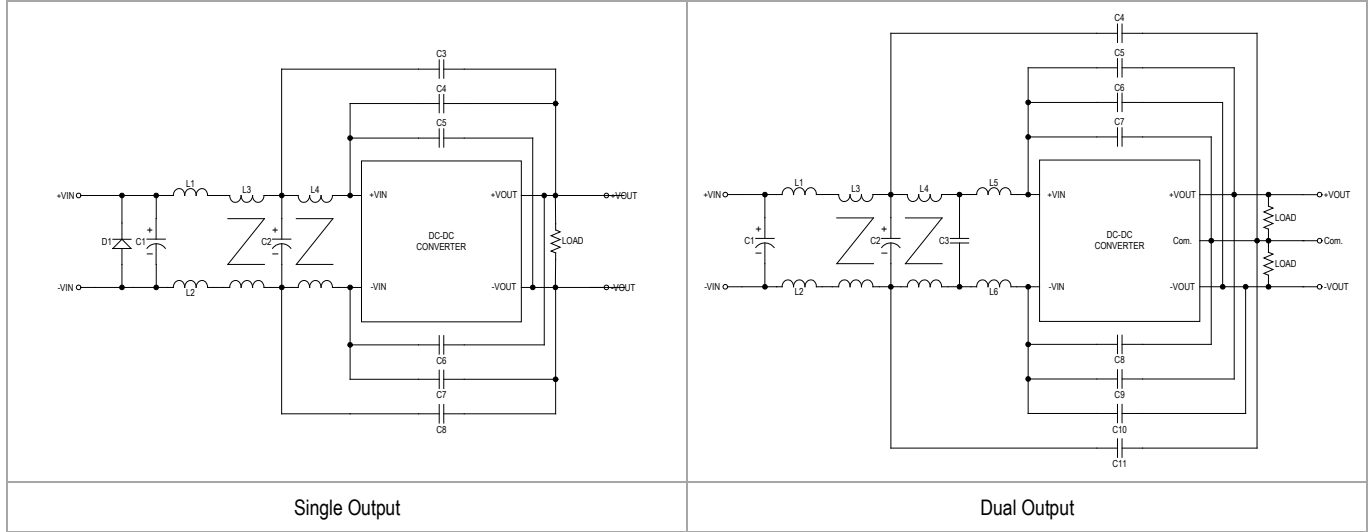 C3
C4
C5
L1
L3
L4
+VIN
+VIN
+VOUT
+VOUT
D1
C1
+
C2
+
DC-DC
CONVERTER
LOAD
-VIN
L2
-VIN
-VOUT
-VOUT
C6
C7
C8
Single Output
C4
C5
C6
C7
L1
L3
L4
L5
+VIN
+VIN
+VOUT
+VOUT
LOAD
C1
+
C2
+
C3
DC-DC
CONVERTER
Com.
Com.
LOAD
-VIN
L2
L6
-VIN
-VOUT
-VOUT
C8
C9
C10
C11
Dual Output